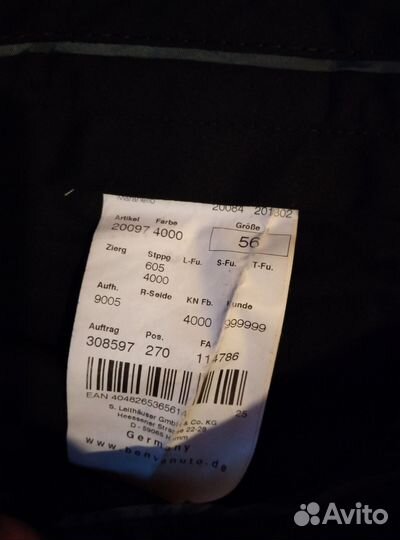 20084 201302
Artikel Farbe Größe
20097 4000 56
Zierg Stppg L-Fu. S-Fu. T-Fu.
605
4000
Aufh. R-Seide KN Fb. Kunde
9005 4000 999999
Auftrag Pos. FA
308597 270 114786
EAN 4048265365614 25
S. Leithäuser GmbH & Co. KG
Heessener Strasse 22-28
D - 59065 Hamm
Germany
www.benvenuto.de
Avito